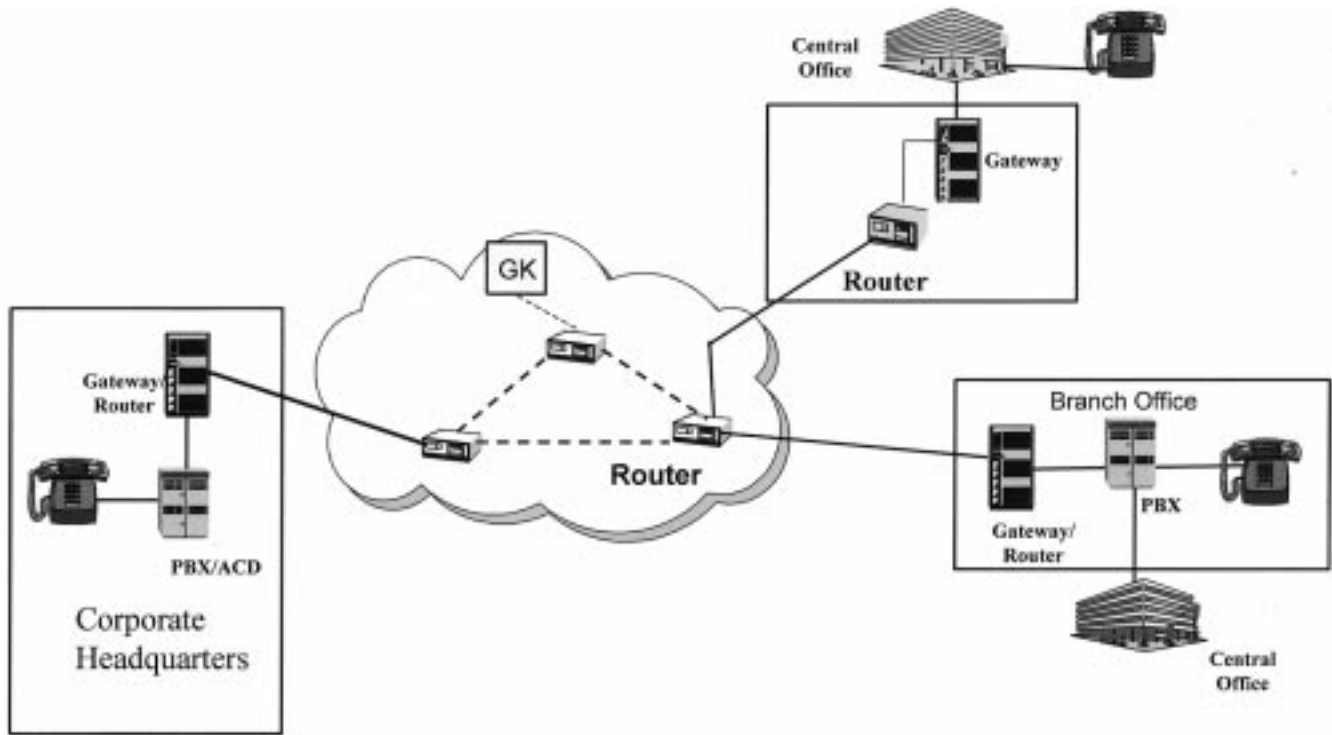 Central
Office
Gateway
Router
GK
Gateway/
Router
PBX/ACD
Corporate
Headquarters
Router
Branch Office
PBX
Gateway/
Router
Central
Office